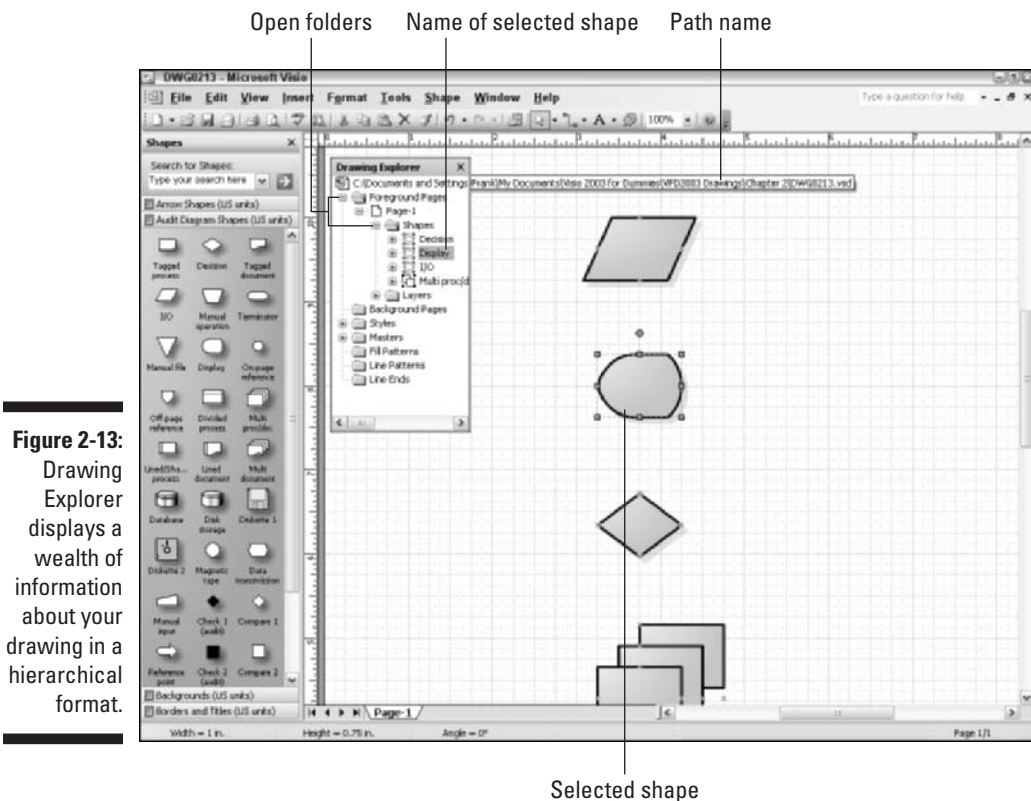 Open folders
Name of selected shape
Path name
DWG0213 - Microsoft Visio
File Edit View Insert Format Tools Shape Window Help
Type a question for help
100%
Shapes
Search for Shapes:
Type your search here
Arrow Shapes (US units)
Audit Diagram Shapes (US units)
Tagged process
Decision
Tagged document
I/O
Manual operation
Terminator
Manual file
Display
On-page reference
Off-page reference
Divided process
Multi proc/doc
Lined/Sha... process
Lined document
Multi document
Database
Disk storage
Diskette 1
Diskette 2
Magnetic tape
Data transmission
Manual input
Check 1 (audit)
Compare 1
Reference point
Check 2 (audit)
Compare 2
Backgrounds (US units)
Borders and Titles (US units)
Drawing Explorer
C:\Documents and Settings\Frank\My Documents\Visio 2003 for Dummies\VFD2003 Drawings\Chapter 2\DWG0213.vsd
Foreground Pages
Page-1
Shapes
Decision
Display
I/O
Multi proc/d
Layers
Background Pages
Styles
Masters
Fill Patterns
Line Patterns
Line Ends
Page-1
Width = 1 in.
Height = 0.75 in.
Angle = 0°
Page 1/1
Selected shape
Figure 2-13:
Drawing
Explorer
displays a
wealth of
information
about your
drawing in a
hierarchical
format.